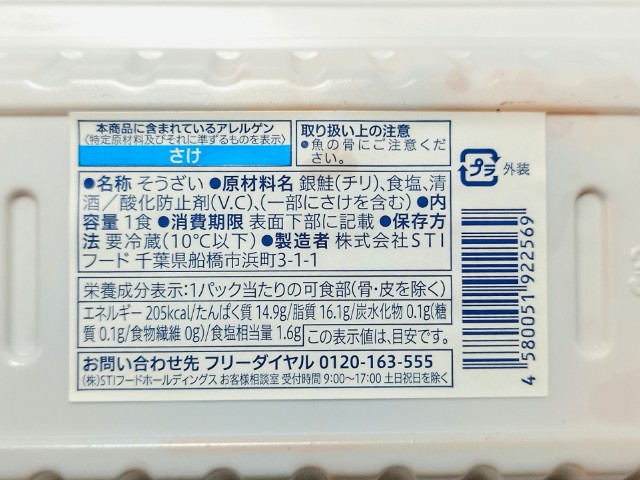 本商品に含まれているアレルゲン
〈特定原材料及びそれに準ずるものを表示〉
さけ
取り扱い上の注意
●魚の骨にご注意くだ
さい。
プラ 外装
●名称 そうざい ●原材料名 銀鮭(チリ)、食塩、清
酒／酸化防止剤(V.C)、(一部にさけを含む) ●内
容量 1食 ●消費期限 表面下部に記載 ●保存方
法 要冷蔵(10℃以下) ●製造者 株式会社STI
フード 千葉県船橋市浜町3-1-1
栄養成分表示:1パック当たりの可食部(骨・皮を除く)
エネルギー 205kcal/たんぱく質 14.9g/脂質 16.1g/炭水化物 0.1g(糖
質 0.1g/食物繊維 0g)/食塩相当量 1.6g
この表示値は、目安です。
お問い合わせ先 フリーダイヤル 0120-163-555
(株)STIフードホールディングス お客様相談室 受付時間 9:00〜17:00 土日祝日を除く
4 580051 922569